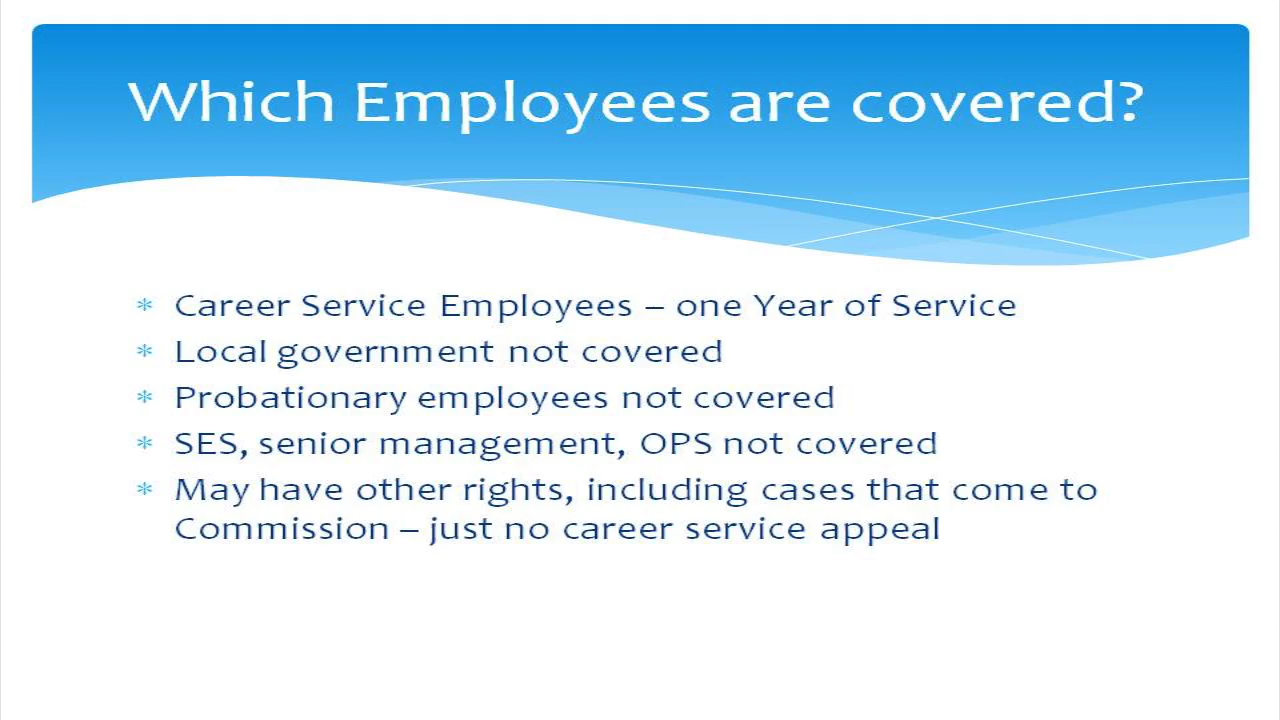 Which Employees are covered?
* Career Service Employees – one Year of Service
* Local government not covered
* Probationary employees not covered
* SES, senior management, OPS not covered
* May have other rights, including cases that come to
Commission – just no career service appeal